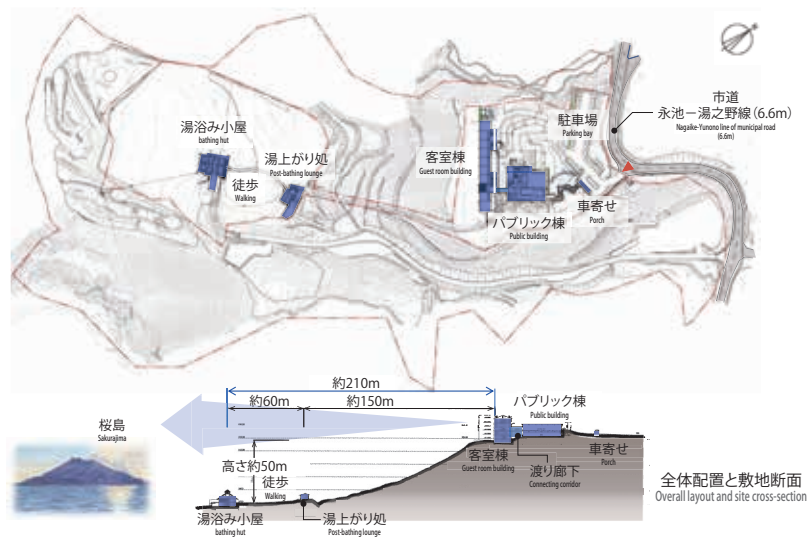 市道
永池－湯之野線（6.6m）
Nagaike-Yunono line of municipal road
(6.6m)
駐車場
Parking bay
湯浴み小屋
bathing hut
湯上がり処
Post-bathing lounge
徒歩
Walking
客室棟
Guest room building
車寄せ
Porch
パブリック棟
Public building
約210m
約60m
約150m
パブリック棟
Public building
桜島
Sakurajima
高さ約50m
徒歩
Walking
客室棟
Guest room building
車寄せ
Porch
渡り廊下
Connecting corridor
湯浴み小屋
bathing hut
湯上がり処
Post-bathing lounge
全体配置と敷地断面
Overall layout and site cross-section